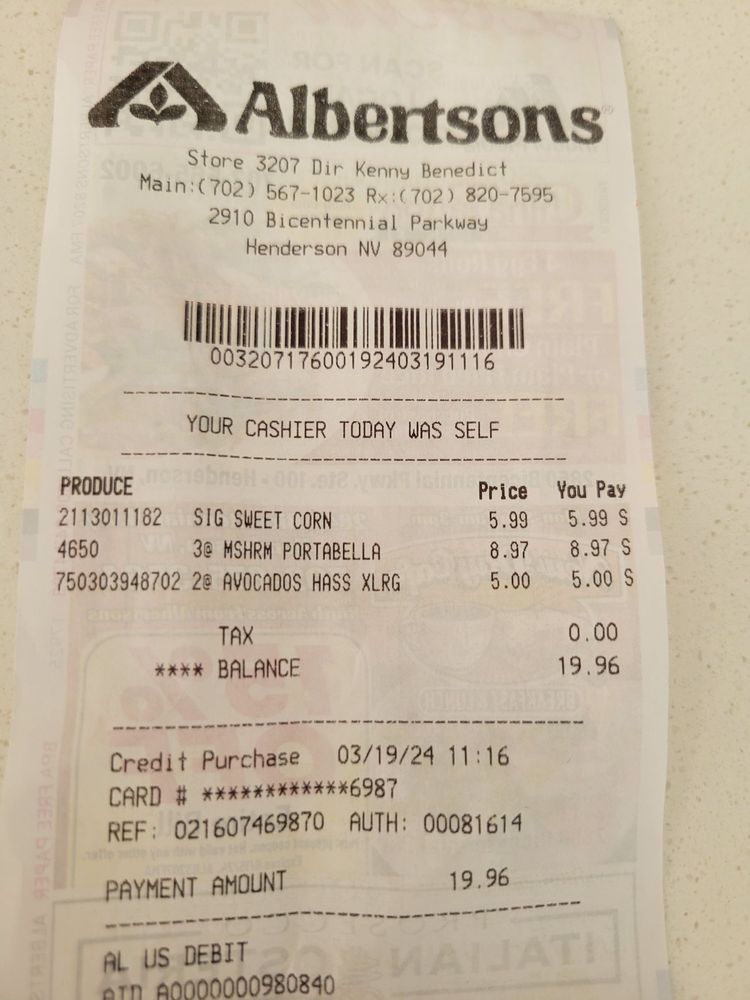 Albertsons®
Store 3207 Dir Kenny Benedict
Main:(702) 567-1023 Rx:(702) 820-7595
2910 Bicentennial Parkway
Henderson NV 89044
00320717600192403191116
YOUR CASHIER TODAY WAS SELF
PRODUCE Price You Pay
2113011182 SIG SWEET CORN 5.99 5.99 S
4650 3@ MSHRM PORTABELLA 8.97 8.97 S
750303948702 2@ AVOCADOS HASS XLRG 5.00 5.00 S
TAX 0.00
**** BALANCE 19.96
Credit Purchase 03/19/24 11:16
CARD # ************6987
REF: 021607469870 AUTH: 00081614
PAYMENT AMOUNT 19.96
AL US DEBIT
AID A0000000980840